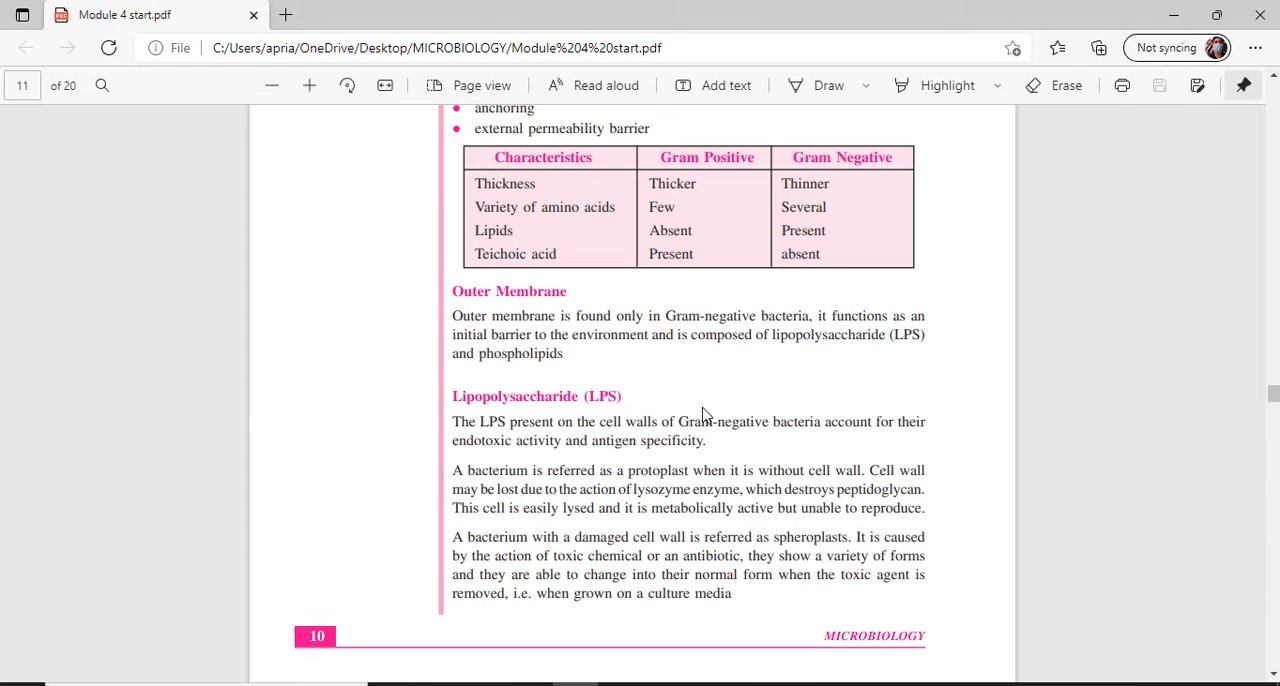 Module 4 start.pdf
File C:/Users/apria/OneDrive/Desktop/MICROBIOLOGY/Module%204%20start.pdf Not syncing
11 of 20 Page view Read aloud Add text Draw Highlight Erase
anchoring
external permeability barrier
Characteristics Gram Positive Gram Negative
Thickness Thicker Thinner
Variety of amino acids Few Several
Lipids Absent Present
Teichoic acid Present absent
Outer Membrane
Outer membrane is found only in Gram-negative bacteria, it functions as an
initial barrier to the environment and is composed of lipopolysaccharide (LPS)
and phospholipids
Lipopolysaccharide (LPS)
The LPS present on the cell walls of Gram-negative bacteria account for their
endotoxic activity and antigen specificity.
A bacterium is referred as a protoplast when it is without cell wall. Cell wall
may be lost due to the action of lysozyme enzyme, which destroys peptidoglycan.
This cell is easily lysed and it is metabolically active but unable to reproduce.
A bacterium with a damaged cell wall is referred as spheroplasts. It is caused
by the action of toxic chemical or an antibiotic, they show a variety of forms
and they are able to change into their normal form when the toxic agent is
removed, i.e. when grown on a culture media
10 MICROBIOLOGY